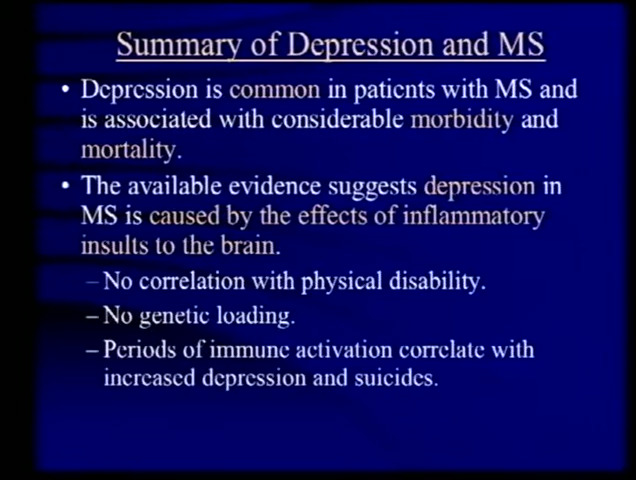 Summary of Depression and MS
• Depression is common in patients with MS and
is associated with considerable morbidity and
mortality.
• The available evidence suggests depression in
MS is caused by the effects of inflammatory
insults to the brain.
– No correlation with physical disability.
– No genetic loading.
– Periods of immune activation correlate with
increased depression and suicides.